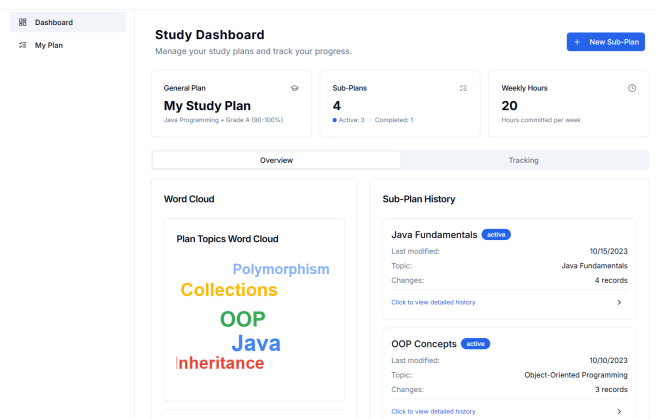 Dashboard
My Plan
Study Dashboard
Manage your study plans and track your progress.
+ New Sub-Plan
General Plan
My Study Plan
Java Programming • Grade A (90-100%)
Sub-Plans
4
Active: 3 Completed: 1
Weekly Hours
20
Hours committed per week
Overview
Tracking
Word Cloud
Plan Topics Word Cloud
Polymorphism
Collections
OOP
Java
Inheritance
Sub-Plan History
Java Fundamentals active
Last modified: 10/15/2023
Topic: Java Fundamentals
Changes: 4 records
Click to view detailed history
OOP Concepts active
Last modified: 10/10/2023
Topic: Object-Oriented Programming
Changes: 3 records
Click to view detailed history